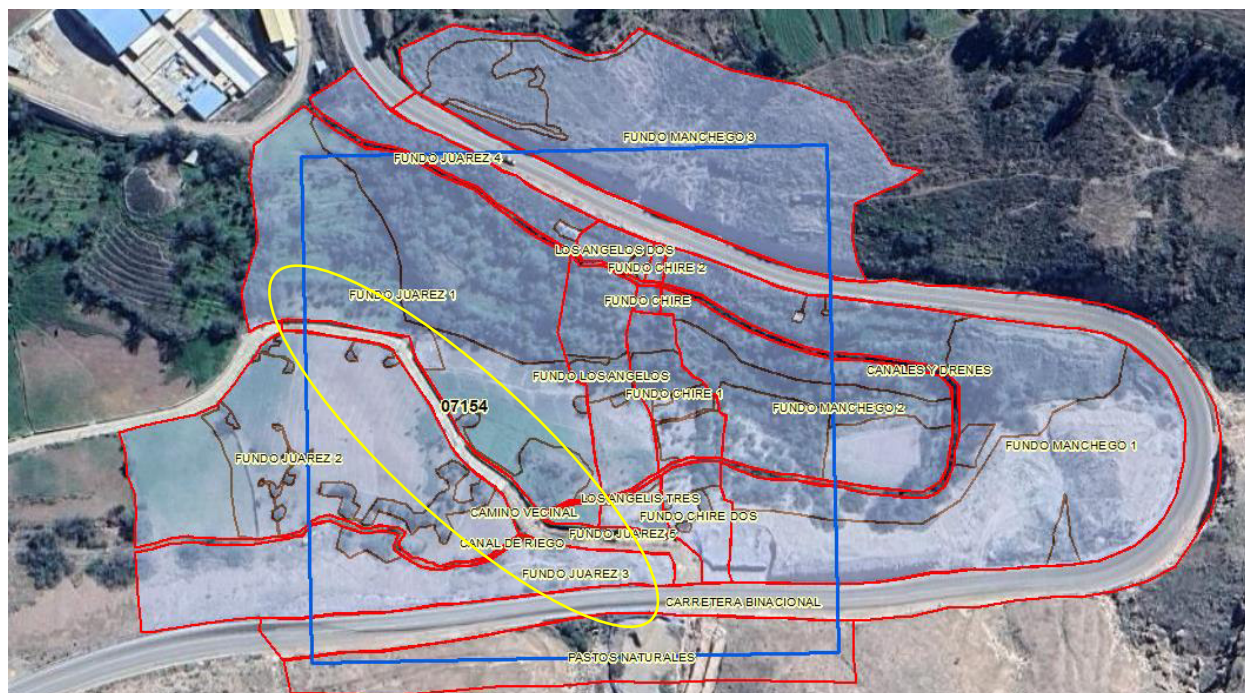 FUNDO MANCHEGO 3
FUNDO JUAREZ 4
LOS ANGELOS DOS
FUNDO CHIRE 2
FUNDO JUAREZ 1
FUNDO CHIRE
CANALES Y DRENES
FUNDO LOS ANGELOS
FUNDO CHIRE 1
07154
FUNDO MANCHEGO 2
FUNDO MANCHEGO 1
FUNDO JUAREZ 2
LOS ANGELIS TRES
CAMINO VECINAL
FUNDO CHIRE DOS
FUNDO JUAREZ 5
CANAL DE RIEGO
FUNDO JUAREZ 3
CARRETERA BINACIONAL
PASTOS NATURALES